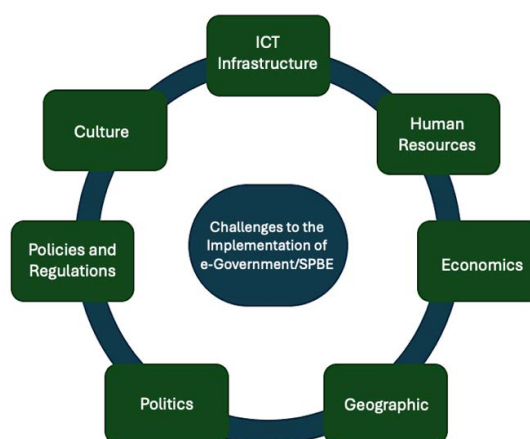 ICT
Infrastructure
Human
Resources
Economics
Geographic
Politics
Policies and
Regulations
Culture
Challenges to the
Implementation of
e-Government/SPBE